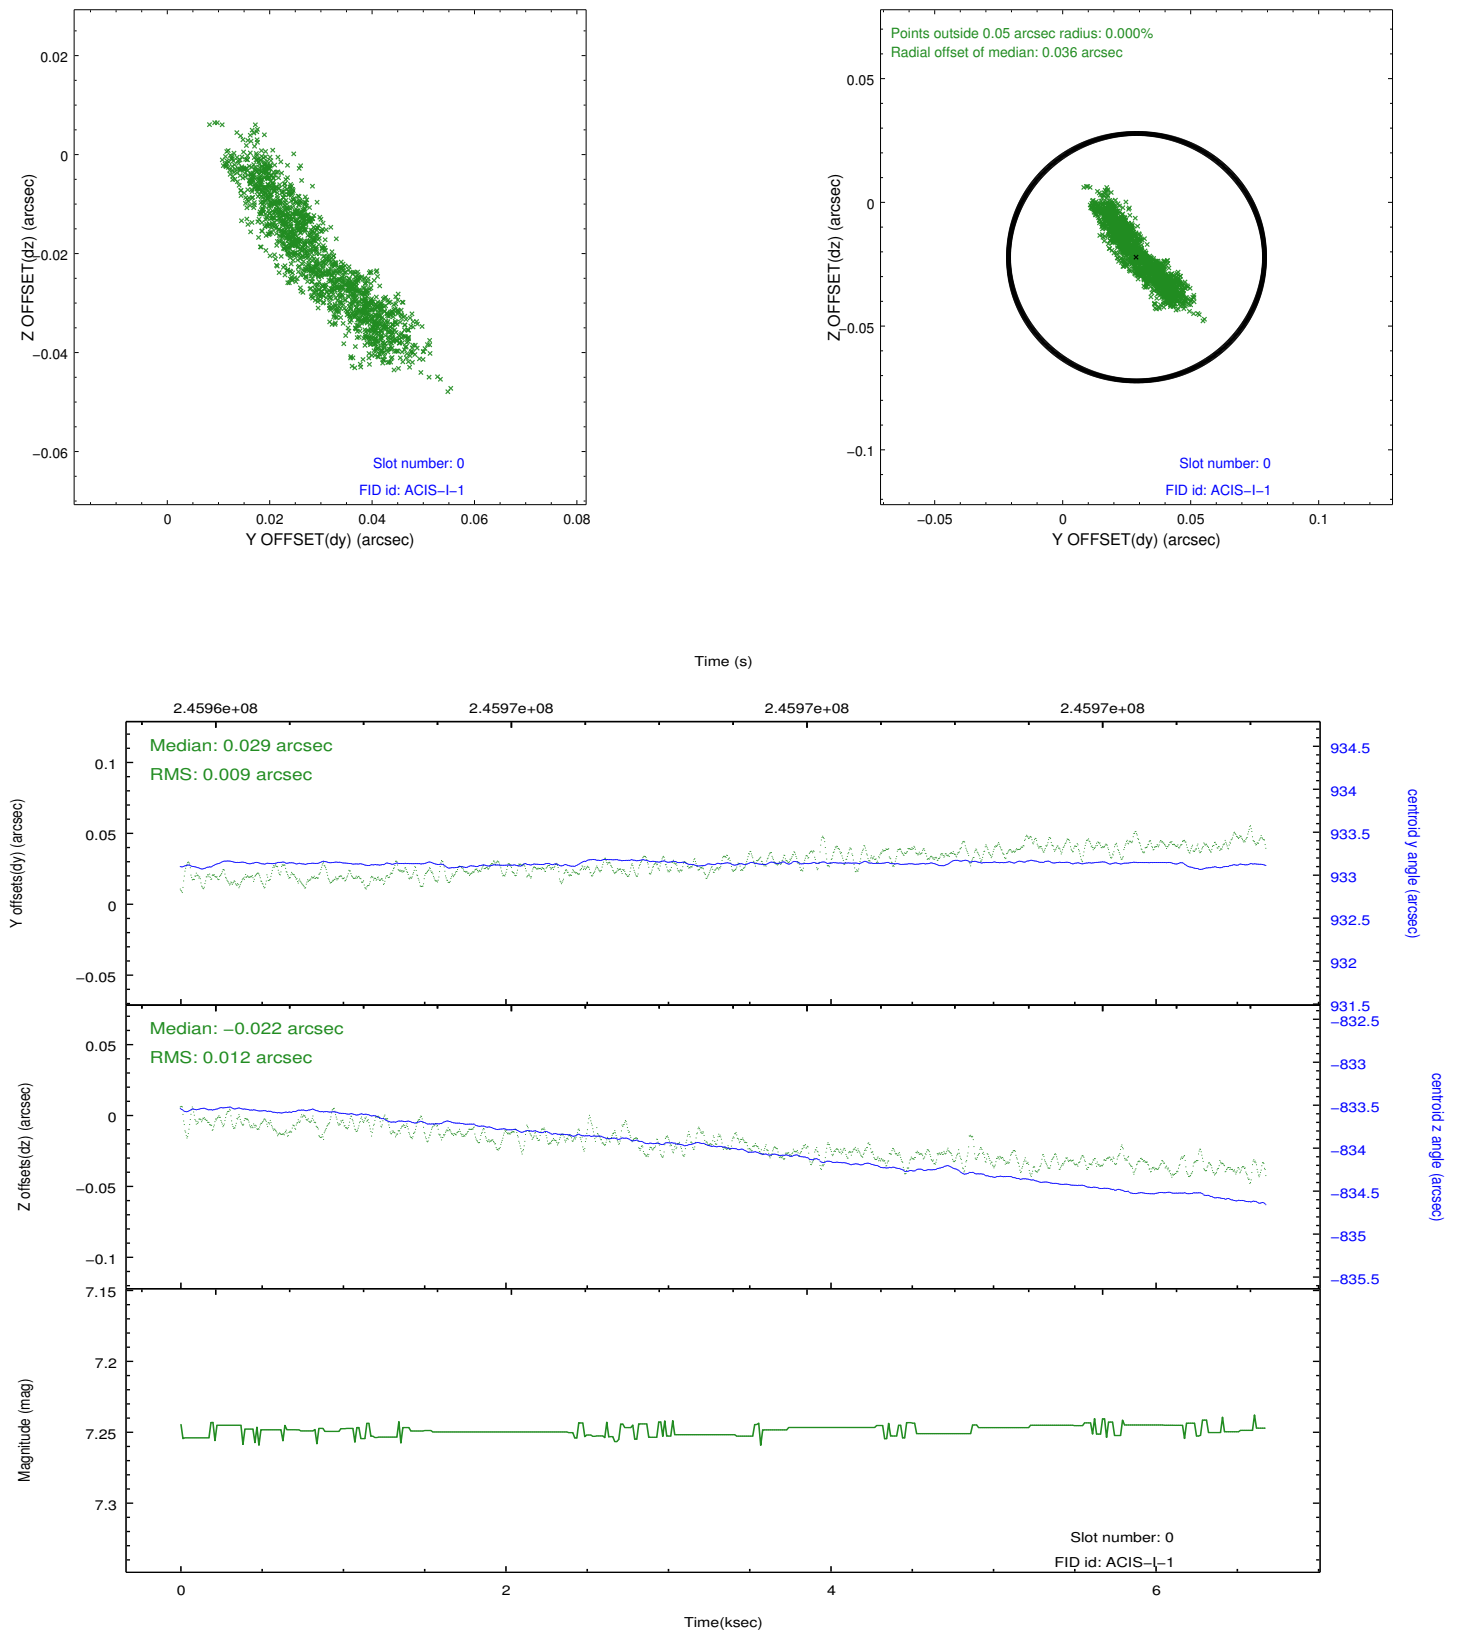 0.02
0
−0.02
−0.04
−0.06
Z OFFSET(dz) (arcsec)
Slot number: 0
FID id: ACIS−I−1
0
0.02
0.04
0.06
0.08
Y OFFSET(dy) (arcsec)
Points outside 0.05 arcsec radius: 0.000%
Radial offset of median: 0.036 arcsec
0.05
0
−0.05
−0.1
Z OFFSET(dz) (arcsec)
Slot number: 0
FID id: ACIS−I−1
−0.05
0
0.05
0.1
Y OFFSET(dy) (arcsec)
Time (s)
2.4596e+08
2.4597e+08
2.4597e+08
2.4597e+08
Median: 0.029 arcsec
RMS: 0.009 arcsec
0.1
0.05
0
−0.05
Y offsets(dy) (arcsec)
934.5
934
933.5
933
932.5
932
931.5
centroid y angle (arcsec)
Median: −0.022 arcsec
RMS: 0.012 arcsec
0.05
0
−0.05
−0.1
Z offsets(dz) (arcsec)
−832.5
−833
−833.5
−834
−834.5
−835
−835.5
centroid z angle (arcsec)
7.15
7.2
7.25
7.3
Magnitude (mag)
Slot number: 0
FID id: ACIS−I−1
0
2
4
6
Time(ksec)